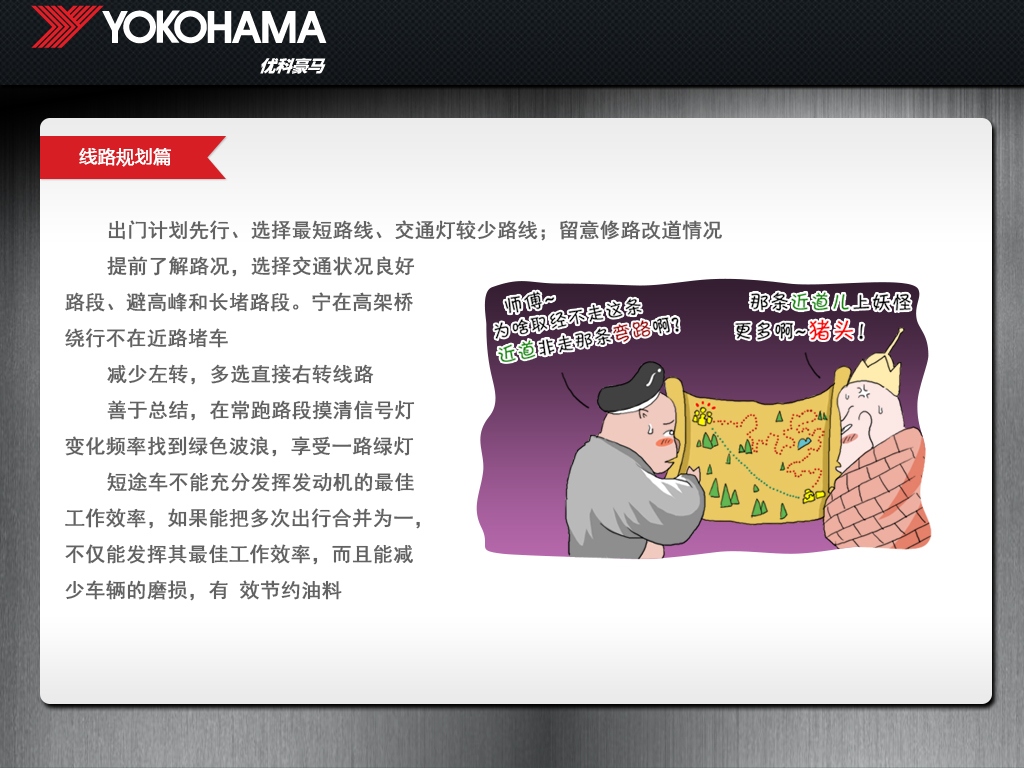 YOKOHAMA
优科豪马
线路规划篇
出门计划先行、选择最短路线、交通灯较少路线；留意修路改道情况
提前了解路况，选择交通状况良好
路段、避高峰和长堵路段。宁在高架桥
绕行不在近路堵车
减少左转，多选直接右转线路
善于总结，在常跑路段摸清信号灯
变化频率找到绿色波浪，享受一路绿灯
短途车不能充分发挥发动机的最佳
工作效率，如果能把多次出行合并为一，
不仅能发挥其最佳工作效率，而且能减
少车辆的磨损，有 效节约油料
师傅~
为啥取经不走这条
近道非走那条弯路啊？
那条近道儿上妖怪
更多啊~猪头！